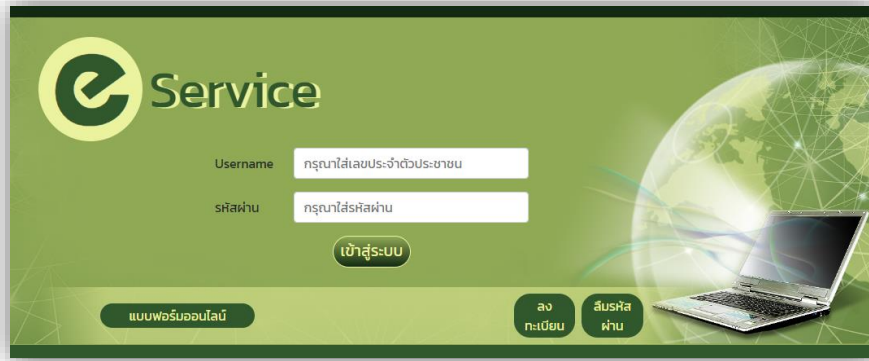 e Service
Username
กรุณาใส่เลขประจำตัวประชาชน
รหัสผ่าน
กรุณาใส่รหัสผ่าน
เข้าสู่ระบบ
แบบฟอร์มออนไลน์
ลง
ทะเบียน
ลืมรหัส
ผ่าน